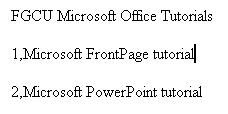 FGCU Microsoft Office Tutorials
1,Microsoft FrontPage tutorial
2,Microsoft PowerPoint tutorial